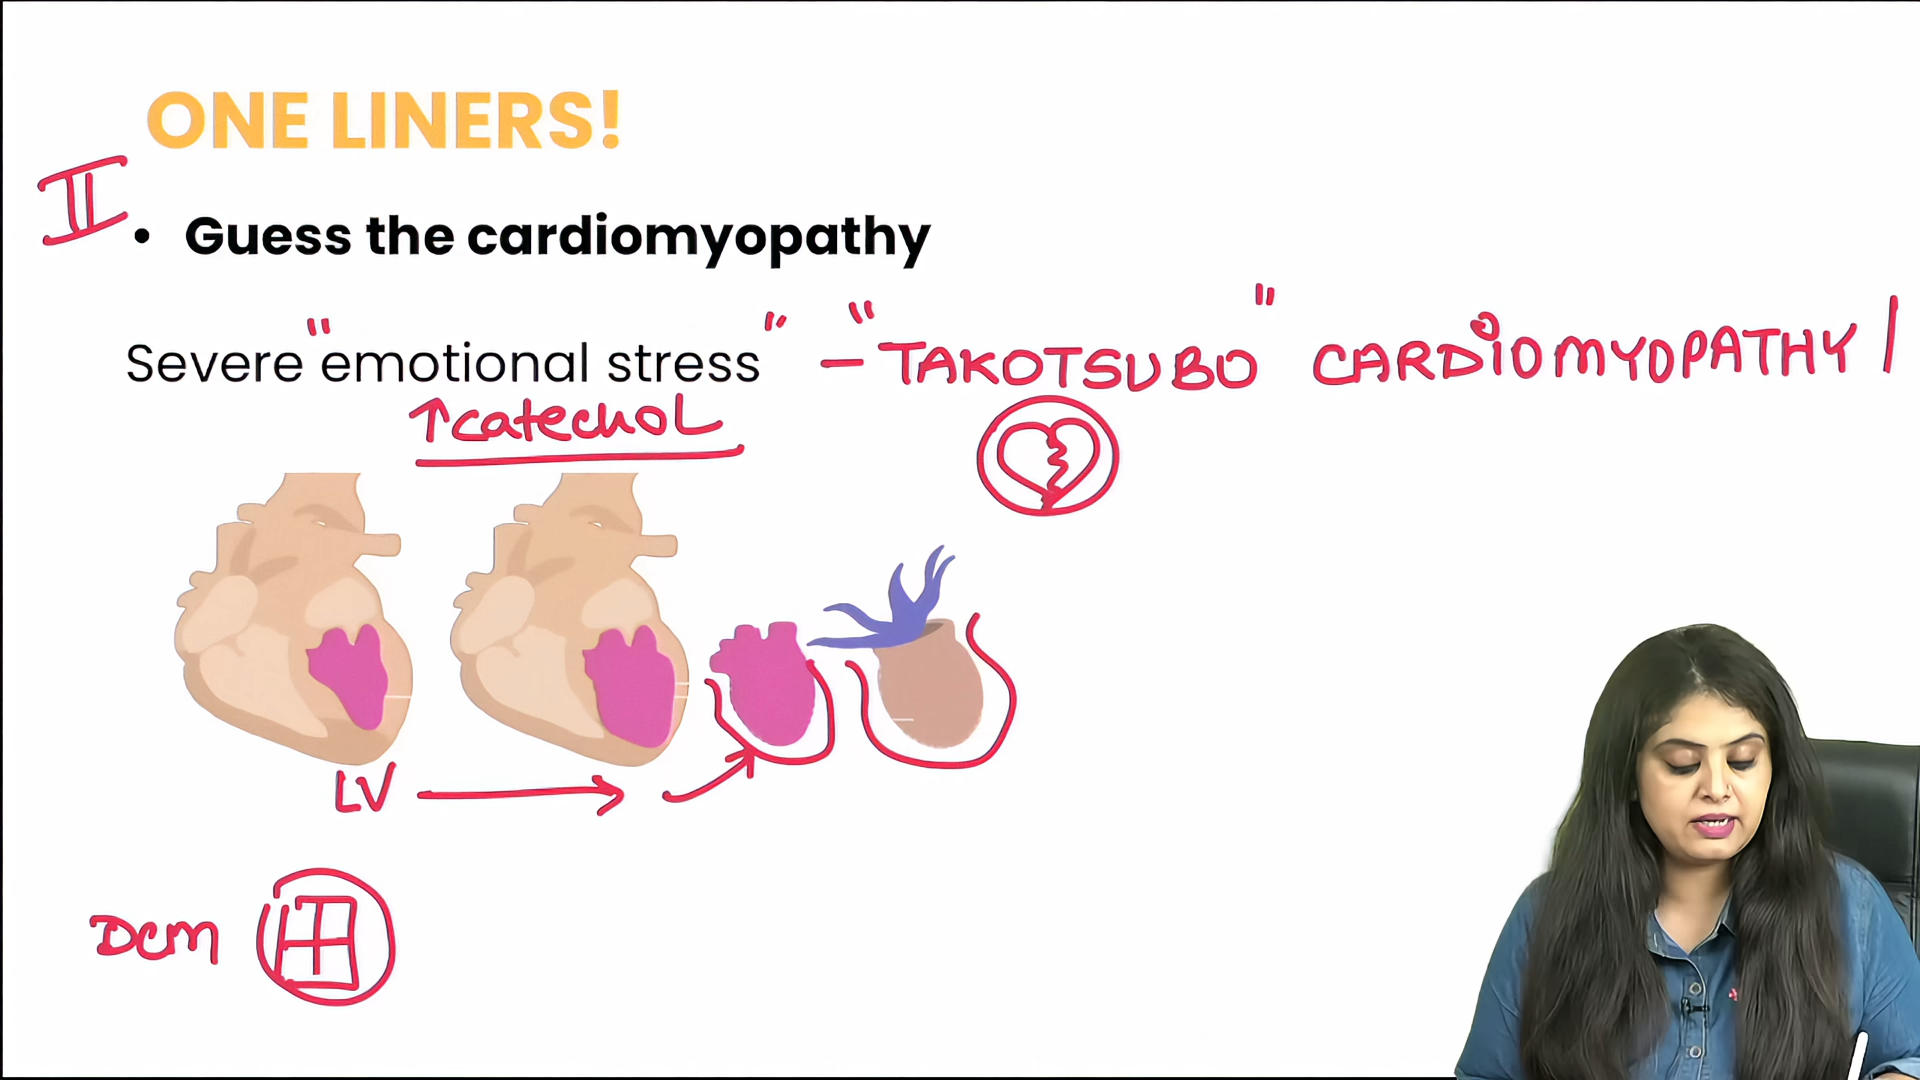 ONE LINERS!
II
• Guess the cardiomyopathy
Severe "emotional stress" - "TAKOTSUBO" CARDIOMYOPATHY /
↑catechol
LV
DCM